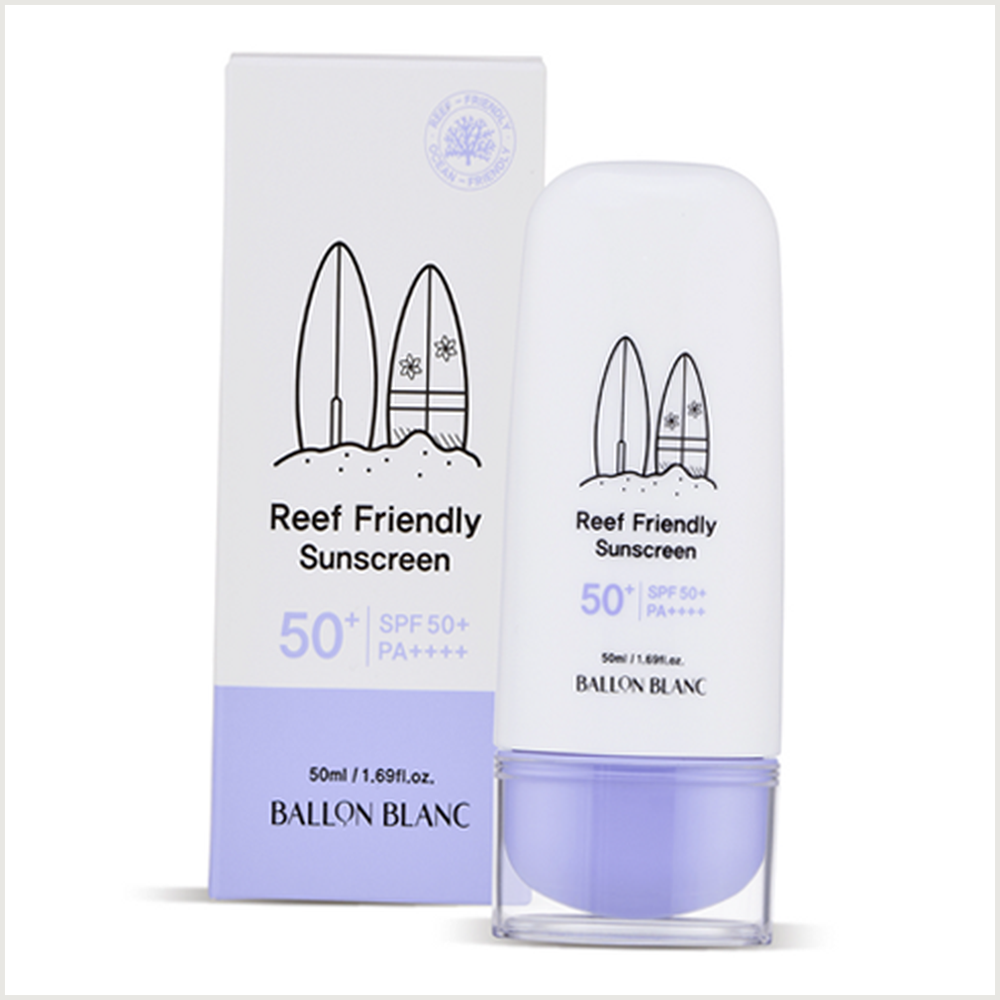 REEF - FRIENDLY
OCEAN - FRIENDLY
Reef Friendly
Sunscreen
50+
SPF 50+
PA++++
50ml / 1.69fl.oz.
BALLON BLANC
Reef Friendly
Sunscreen
50+
SPF 50+
PA++++
50ml / 1.69fl.oz.
BALLON BLANC